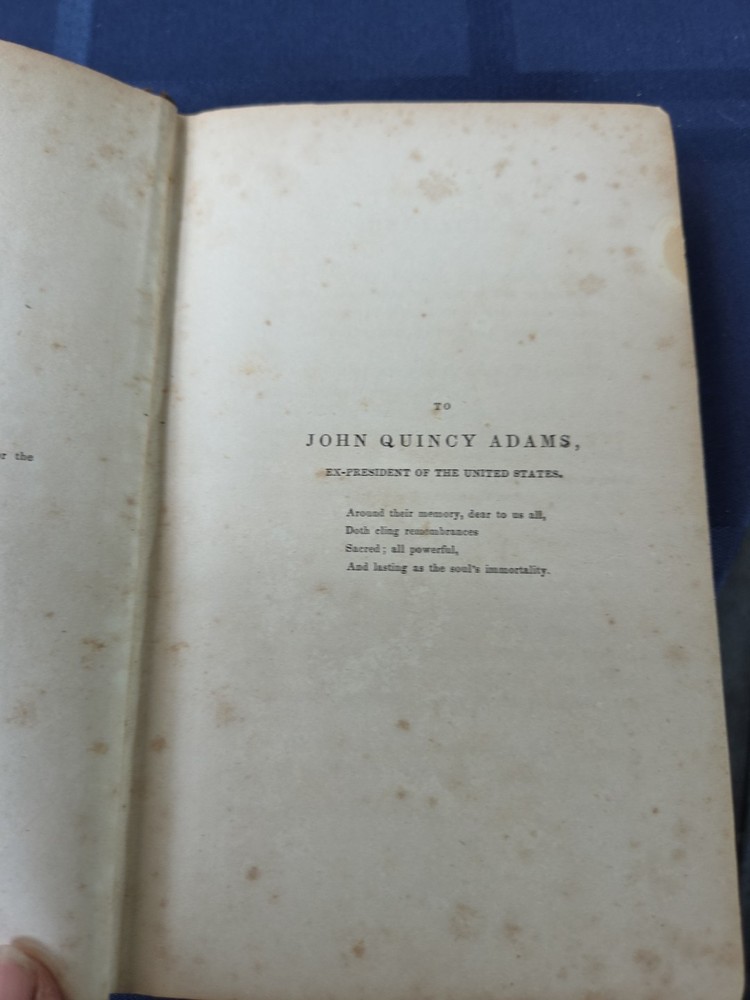 the
TO
JOHN QUINCY ADAMS,
EX-PRESIDENT OF THE UNITED STATES.
Around their memory, dear to us all,
Doth cling remembrances
Sacred; all powerful,
And lasting as the soul's immortality.